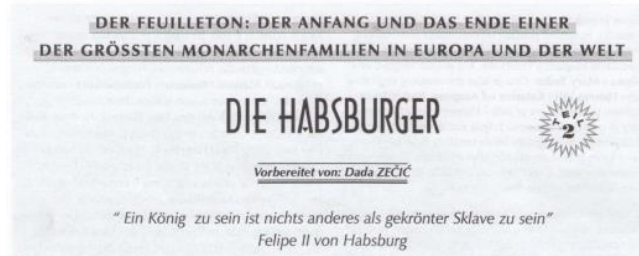 DER FEUILLETON: DER ANFANG UND DAS ENDE EINER
DER GRÖSSTEN MONARCHENFAMILIEN IN EUROPA UND DER WELT
DIE HABSBURGER
TEIL
2
Vorbereitet von: Dada ZEČIĆ
" Ein König zu sein ist nichts anderes als gekrönter Sklave zu sein"
Felipe II von Habsburg